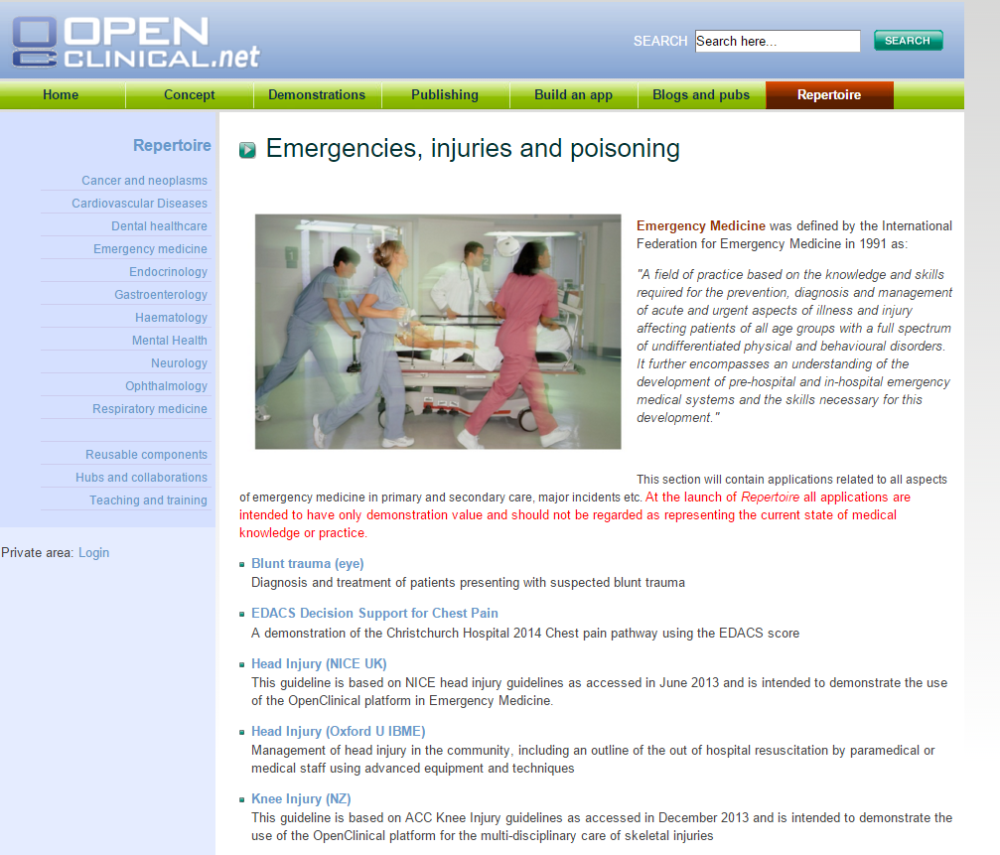 OPEN
CLINICAL.net
SEARCH Search here... SEARCH
Home Concept Demonstrations Publishing Build an app Blogs and pubs Repertoire
Repertoire
Cancer and neoplasms
Cardiovascular Diseases
Dental healthcare
Emergency medicine
Endocrinology
Gastroenterology
Haematology
Mental Health
Neurology
Ophthalmology
Respiratory medicine
Reusable components
Hubs and collaborations
Teaching and training
Private area: Login
Emergencies, injuries and poisoning
Emergency Medicine was defined by the International
Federation for Emergency Medicine in 1991 as:
"A field of practice based on the knowledge and skills
required for the prevention, diagnosis and management
of acute and urgent aspects of illness and injury
affecting patients of all age groups with a full spectrum
of undifferentiated physical and behavioural disorders.
It further encompasses an understanding of the
development of pre-hospital and in-hospital emergency
medical systems and the skills necessary for this
development."
This section will contain applications related to all aspects
of emergency medicine in primary and secondary care, major incidents etc. At the launch of Repertoire all applications are
intended to have only demonstration value and should not be regarded as representing the current state of medical
knowledge or practice.
Blunt trauma (eye)
Diagnosis and treatment of patients presenting with suspected blunt trauma
EDACS Decision Support for Chest Pain
A demonstration of the Christchurch Hospital 2014 Chest pain pathway using the EDACS score
Head Injury (NICE UK)
This guideline is based on NICE head injury guidelines as accessed in June 2013 and is intended to demonstrate the use
of the OpenClinical platform in Emergency Medicine.
Head Injury (Oxford U IBME)
Management of head injury in the community, including an outline of the out of hospital resuscitation by paramedical or
medical staff using advanced equipment and techniques
Knee Injury (NZ)
This guideline is based on ACC Knee Injury guidelines as accessed in December 2013 and is intended to demonstrate the
use of the OpenClinical platform for the multi-disciplinary care of skeletal injuries